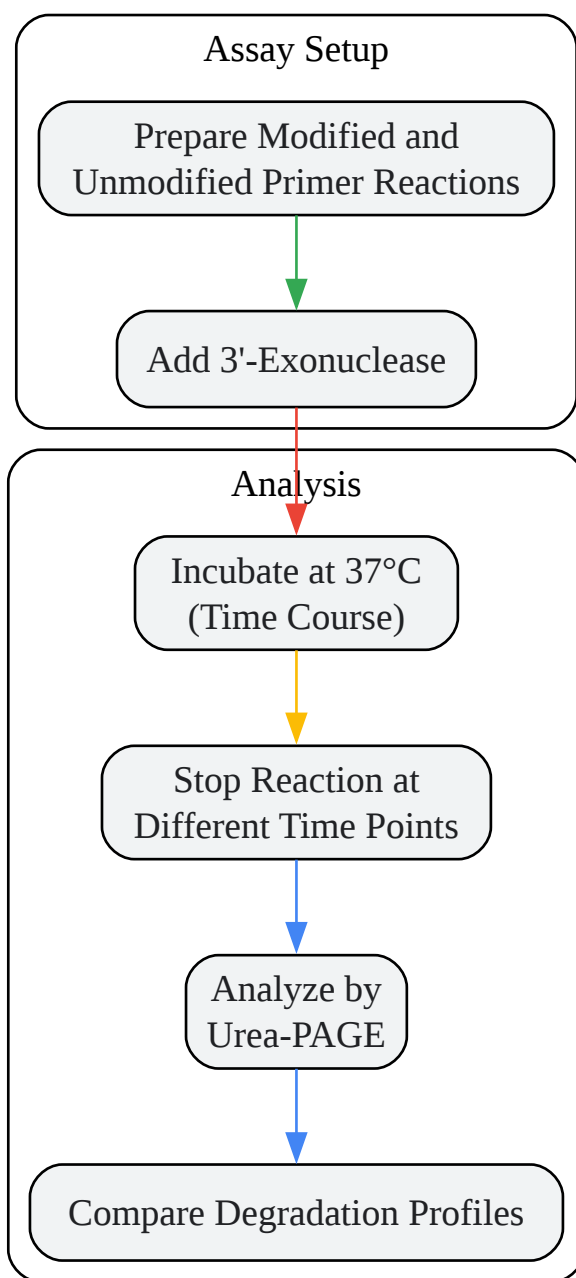 Assay Setup
Prepare Modified and
Unmodified Primer Reactions
Add 3'-Exonuclease
Analysis
Incubate at 37°C
(Time Course)
Stop Reaction at
Different Time Points
Analyze by
Urea-PAGE
Compare Degradation Profiles